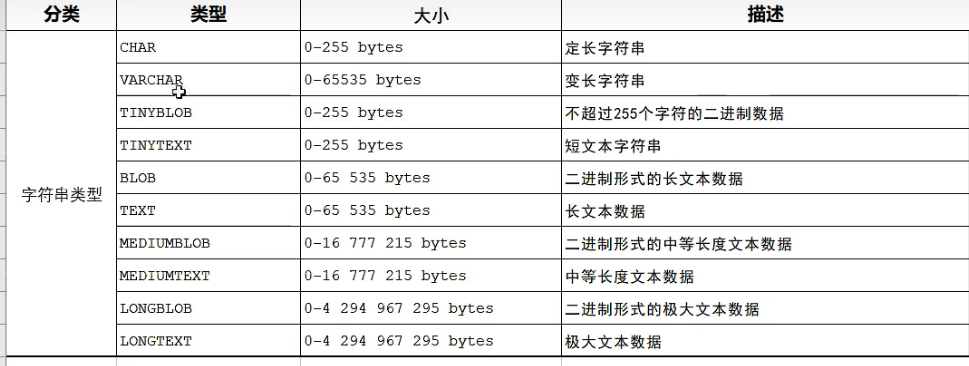 分类 类型 大小 描述
CHAR 0-255 bytes 定长字符串
VARCHAR 0-65535 bytes 变长字符串
TINYBLOB 0-255 bytes 不超过255个字符的二进制数据
TINYTEXT 0-255 bytes 短文本字符串
字符串类型 BLOB 0-65 535 bytes 二进制形式的长文本数据
TEXT 0-65 535 bytes 长文本数据
MEDIUMBLOB 0-16 777 215 bytes 二进制形式的中等长度文本数据
MEDIUMTEXT 0-16 777 215 bytes 中等长度文本数据
LONGBLOB 0-4 294 967 295 bytes 二进制形式的极大文本数据
LONGTEXT 0-4 294 967 295 bytes 极大文本数据